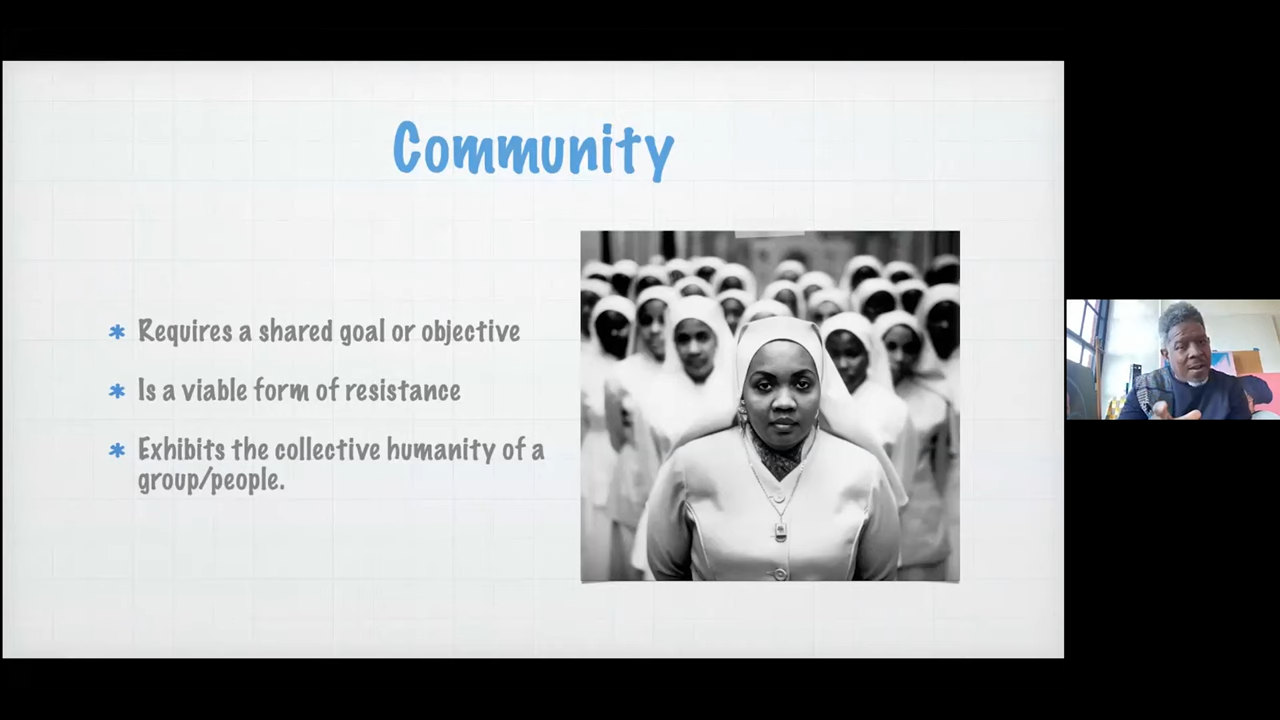 Community
* Requires a shared goal or objective
* Is a viable form of resistance
* Exhibits the collective humanity of a
group/people.